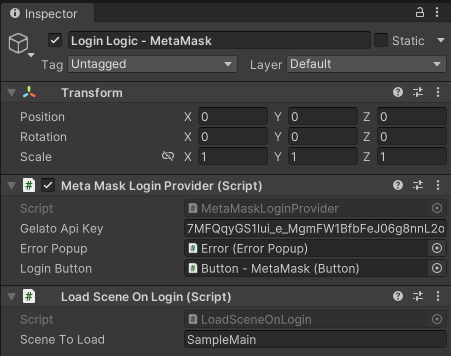 Inspector
Login Logic - MetaMask Static
Tag Untagged Layer Default
Transform
Position X 0 Y 0 Z 0
Rotation X 0 Y 0 Z 0
Scale X 1 Y 1 Z 1
# Meta Mask Login Provider (Script)
Script # MetaMaskLoginProvider
Gelato Api Key 7MFQqyGS1lui_e_MgmFW1BfbFeJ06g8nnL2o
Error Popup # Error (Error Popup)
Login Button # Button - MetaMask (Button)
# Load Scene On Login (Script)
Script # LoadSceneOnLogin
Scene To Load SampleMain